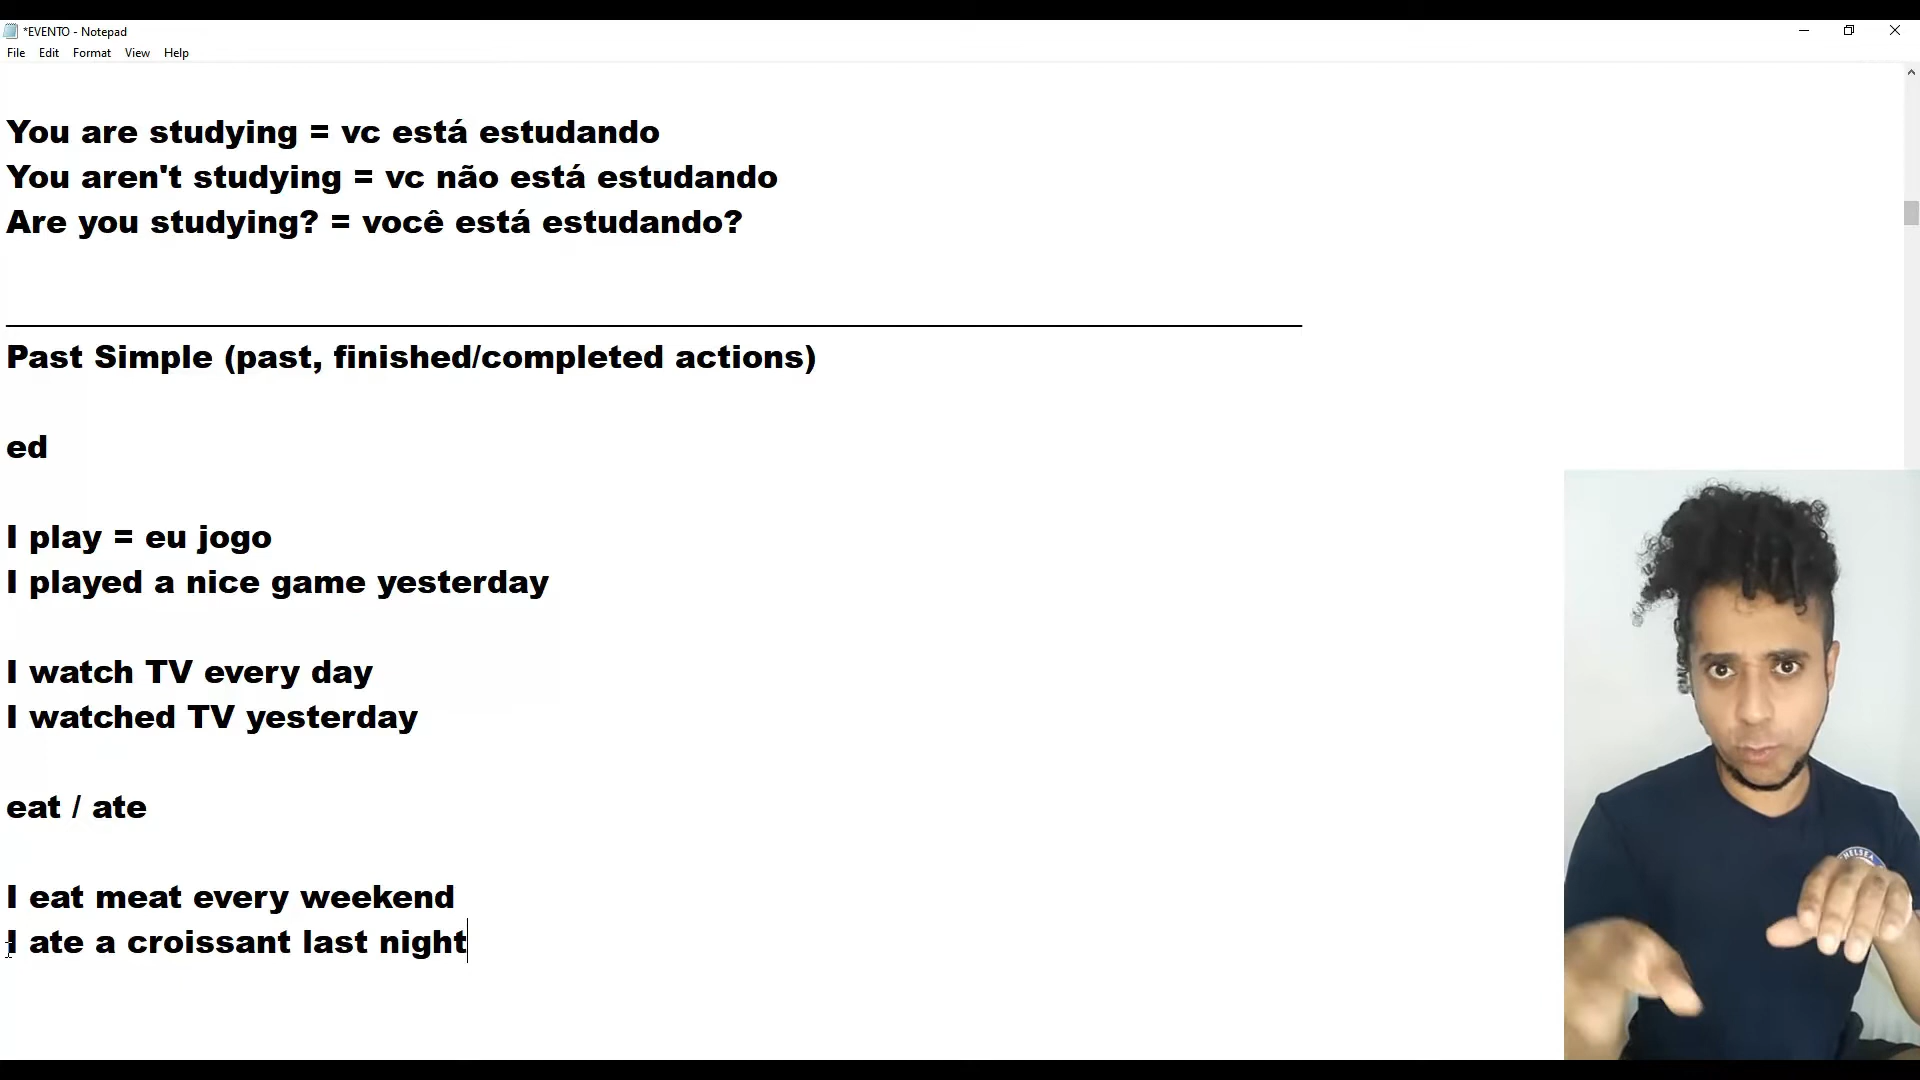 *EVENTO - Notepad
File Edit Format View Help
You are studying = vc está estudando
You aren't studying = vc não está estudando
Are you studying? = você está estudando?
Past Simple (past, finished/completed actions)
ed
I play = eu jogo
I played a nice game yesterday
I watch TV every day
I watched TV yesterday
eat / ate
I eat meat every weekend
I ate a croissant last night